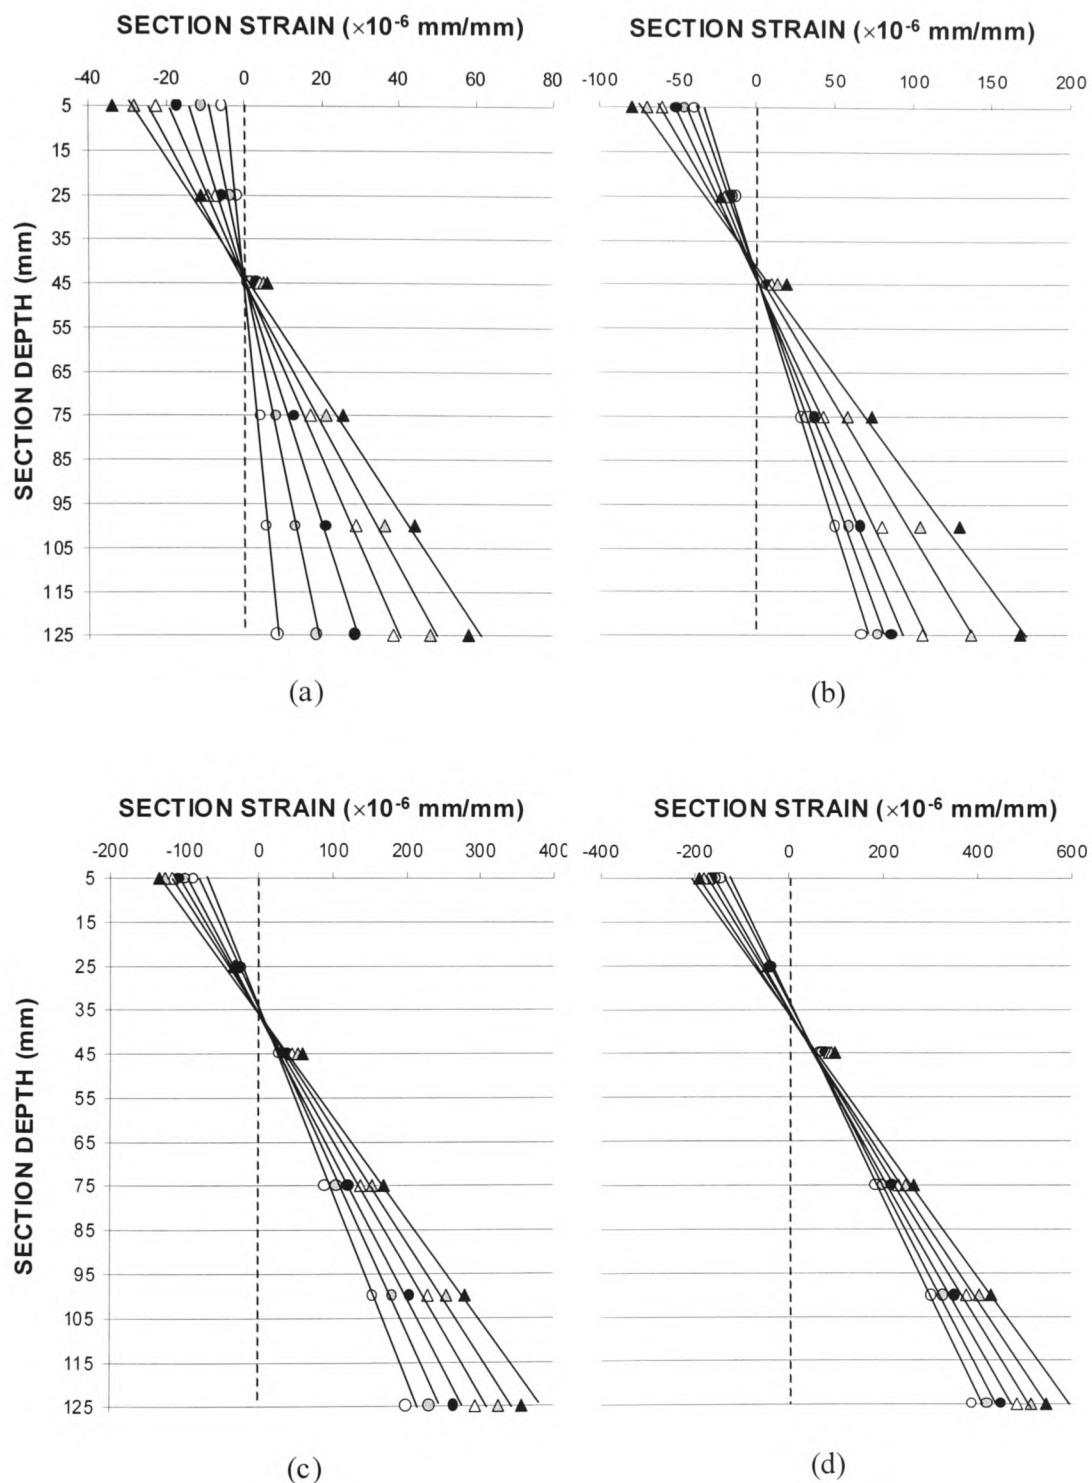 SECTION STRAIN (×10-6 mm/mm)
-40 -20 0 20 40 60 80
5
15
25
35
45
55
65
75
85
95
105
115
125
SECTION DEPTH (mm)
(a)
SECTION STRAIN (×10-6 mm/mm)
-100 -50 0 50 100 150 200
(b)
SECTION STRAIN (×10-6 mm/mm)
-200 -100 0 100 200 300 400
5
15
25
35
45
55
65
75
85
95
105
115
125
SECTION DEPTH (mm)
(c)
SECTION STRAIN (×10-6 mm/mm)
-400 -200 0 200 400 600
(d)